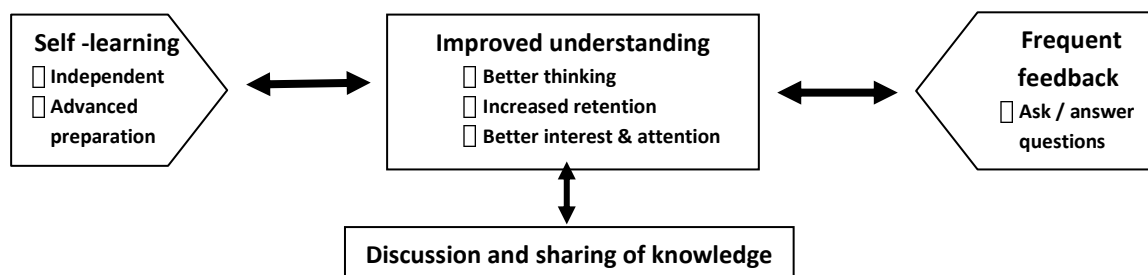 Self -learning
▯ Independent
▯ Advanced
preparation
Improved understanding
▯ Better thinking
▯ Increased retention
▯ Better interest & attention
Frequent
feedback
▯ Ask / answer
questions
Discussion and sharing of knowledge